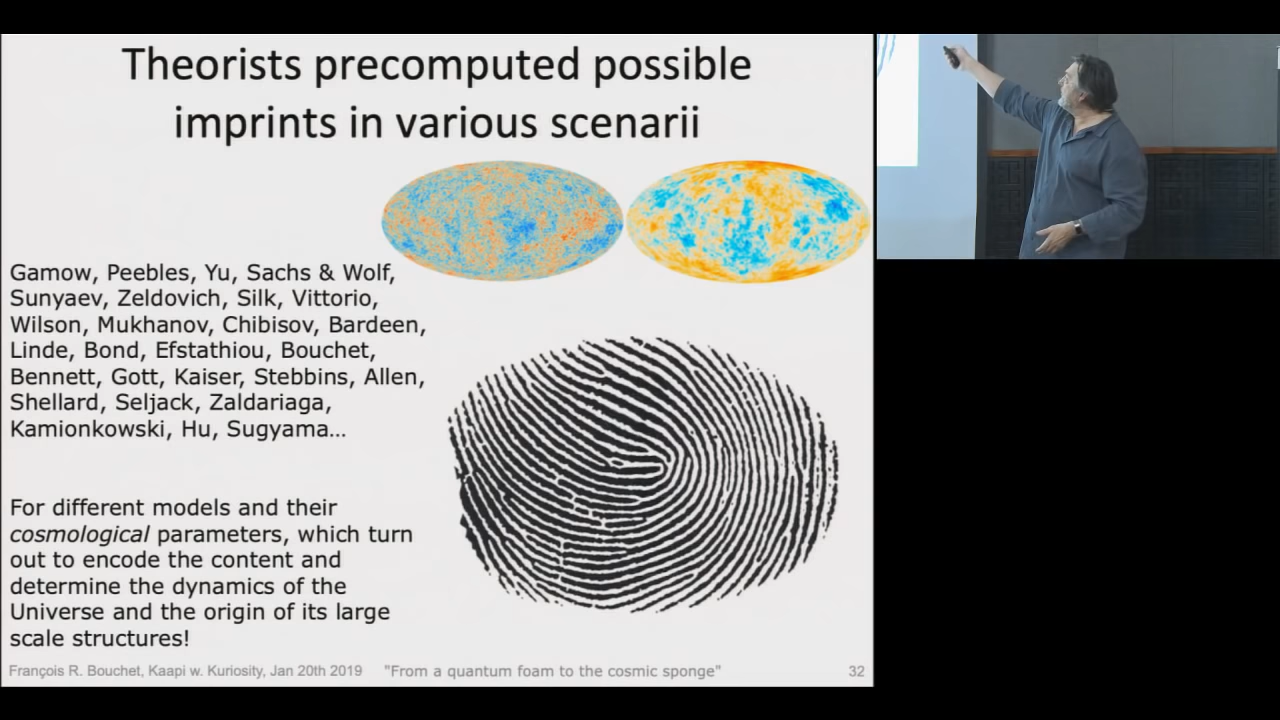 Theorists precomputed possible
imprints in various scenarii
Gamow, Peebles, Yu, Sachs & Wolf,
Sunyaev, Zeldovich, Silk, Vittorio,
Wilson, Mukhanov, Chibisov, Bardeen,
Linde, Bond, Efstathiou, Bouchet,
Bennett, Gott, Kaiser, Stebbins, Allen,
Shellard, Seljack, Zaldariaga,
Kamionkowski, Hu, Sugyama...
For different models and their
cosmological parameters, which turn
out to encode the content and
determine the dynamics of the
Universe and the origin of its large
scale structures!
François R. Bouchet, Kaapi w. Kuriosity, Jan 20th 2019 "From a quantum foam to the cosmic sponge" 32